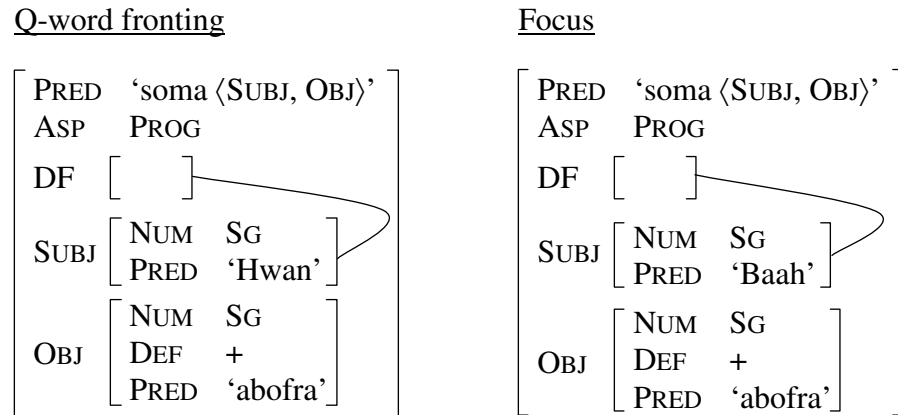 Q-word fronting
PRED ‘soma ⟨SUBJ, OBJ⟩’
ASP PROG
DF [ ]
SUBJ
NUM SG
PRED ‘Hwan’
OBJ
NUM SG
DEF +
PRED ‘abofra’
Focus
PRED ‘soma ⟨SUBJ, OBJ⟩’
ASP PROG
DF [ ]
SUBJ
NUM SG
PRED ‘Baah’
OBJ
NUM SG
DEF +
PRED ‘abofra’